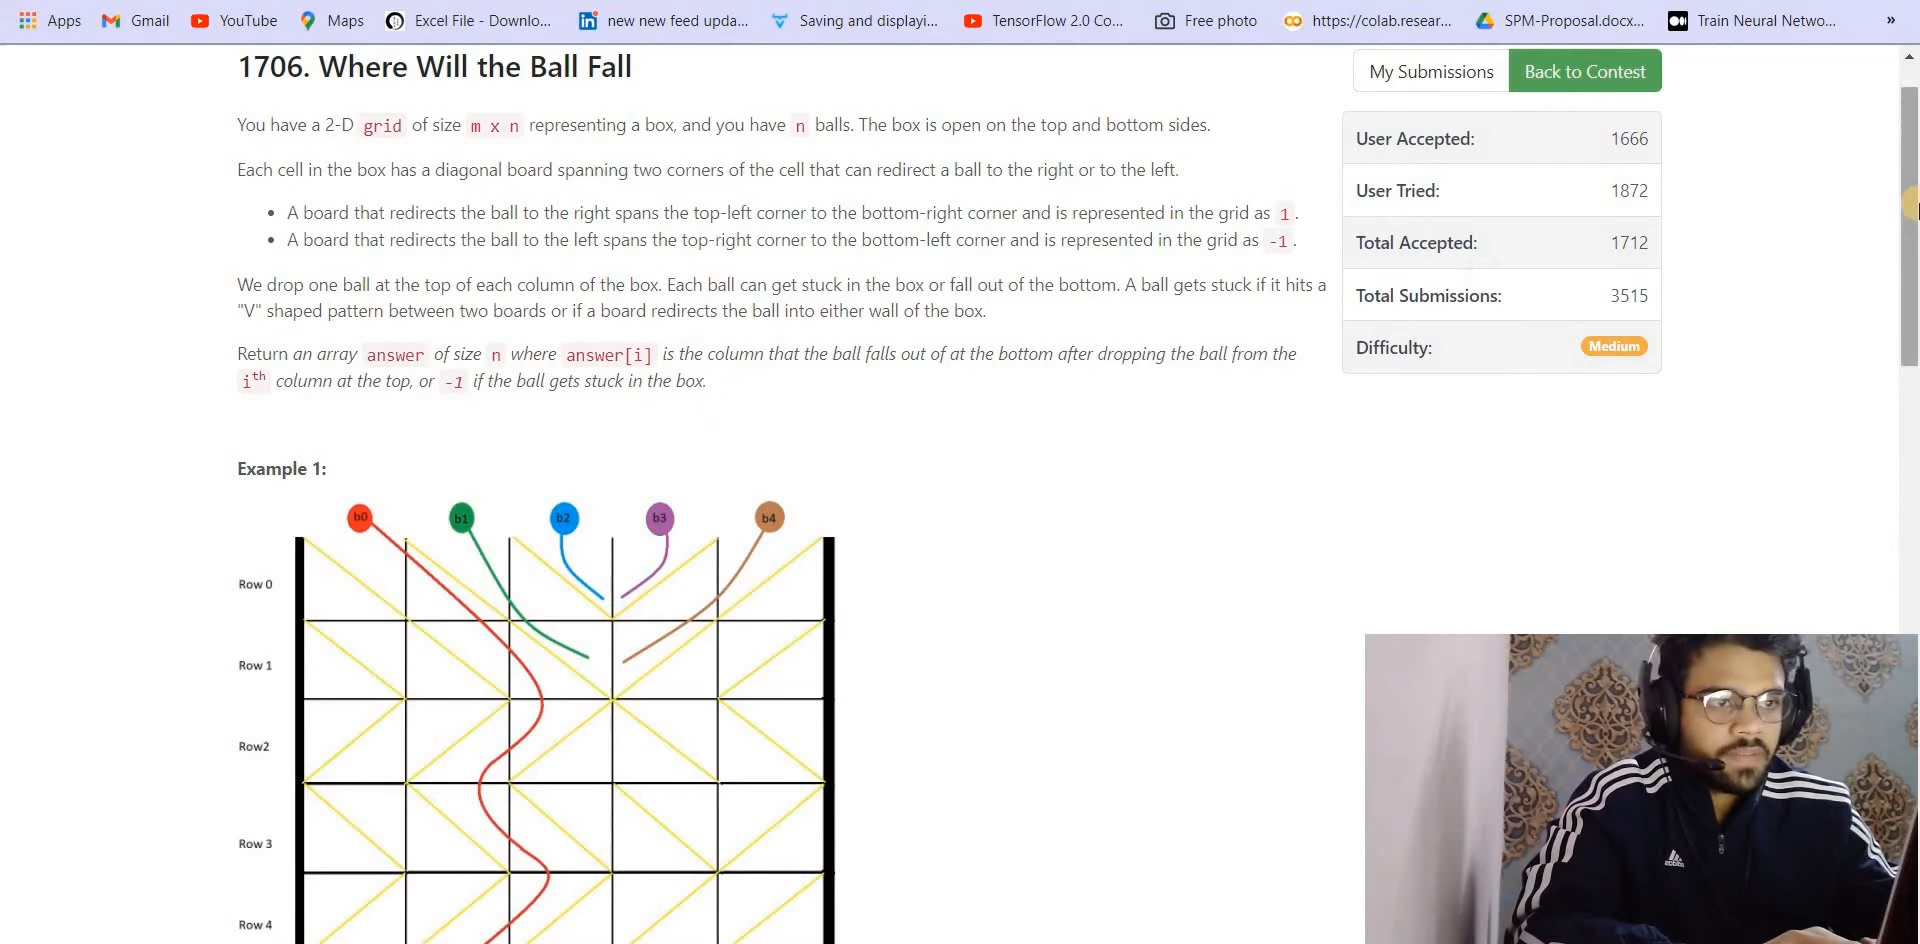 Apps Gmail YouTube Maps Excel File - Downlo... new new feed upda... Saving and displayi... TensorFlow 2.0 Co... Free photo https://colab.resear... SPM-Proposal.docx... Train Neural Netwo... »
1706. Where Will the Ball Fall
My Submissions Back to Contest
You have a 2-D grid of size m x n representing a box, and you have n balls. The box is open on the top and bottom sides.
Each cell in the box has a diagonal board spanning two corners of the cell that can redirect a ball to the right or to the left.
• A board that redirects the ball to the right spans the top-left corner to the bottom-right corner and is represented in the grid as 1.
• A board that redirects the ball to the left spans the top-right corner to the bottom-left corner and is represented in the grid as -1.
We drop one ball at the top of each column of the box. Each ball can get stuck in the box or fall out of the bottom. A ball gets stuck if it hits a
"V" shaped pattern between two boards or if a board redirects the ball into either wall of the box.
Return an array answer of size n where answer[i] is the column that the ball falls out of at the bottom after dropping the ball from the
ith column at the top, or -1 if the ball gets stuck in the box.
User Accepted: 1666
User Tried: 1872
Total Accepted: 1712
Total Submissions: 3515
Difficulty: Medium
Example 1:
b0 b1 b2 b3 b4
Row 0
Row 1
Row2
Row 3
Row 4
adidas